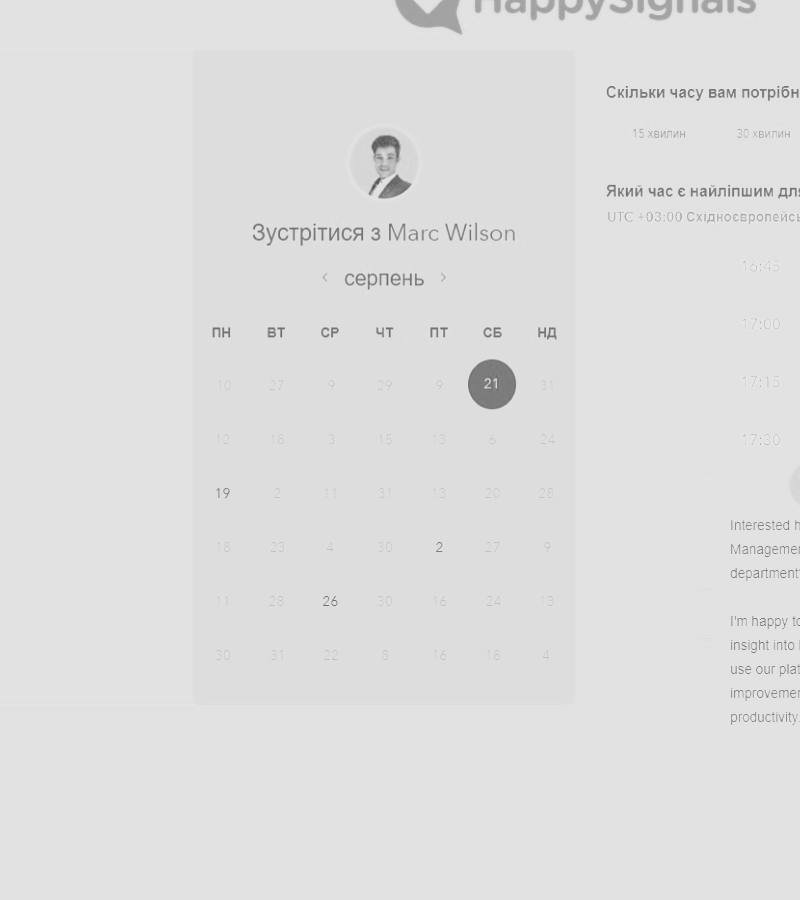 HappySignals
Зустрітися з Marc Wilson
серпень
ПН ВТ СР ЧТ ПТ СБ НД
10 27 9 29 9 21 31
12 18 3 15 13 6 24
19 2 11 31 13 20 28
18 23 4 30 2 27 9
11 28 26 30 16 24 13
30 31 22 8 16 18 4
Скільки часу вам потрібн
15 хвилин 30 хвилин
Який час є найліпшим дл
UTC +03:00 Східноєвропейсь
16:45
17:00
17:15
17:30
Interested h
Managemen
department
I'm happy to
insight into
use our plat
improvemen
productivity.